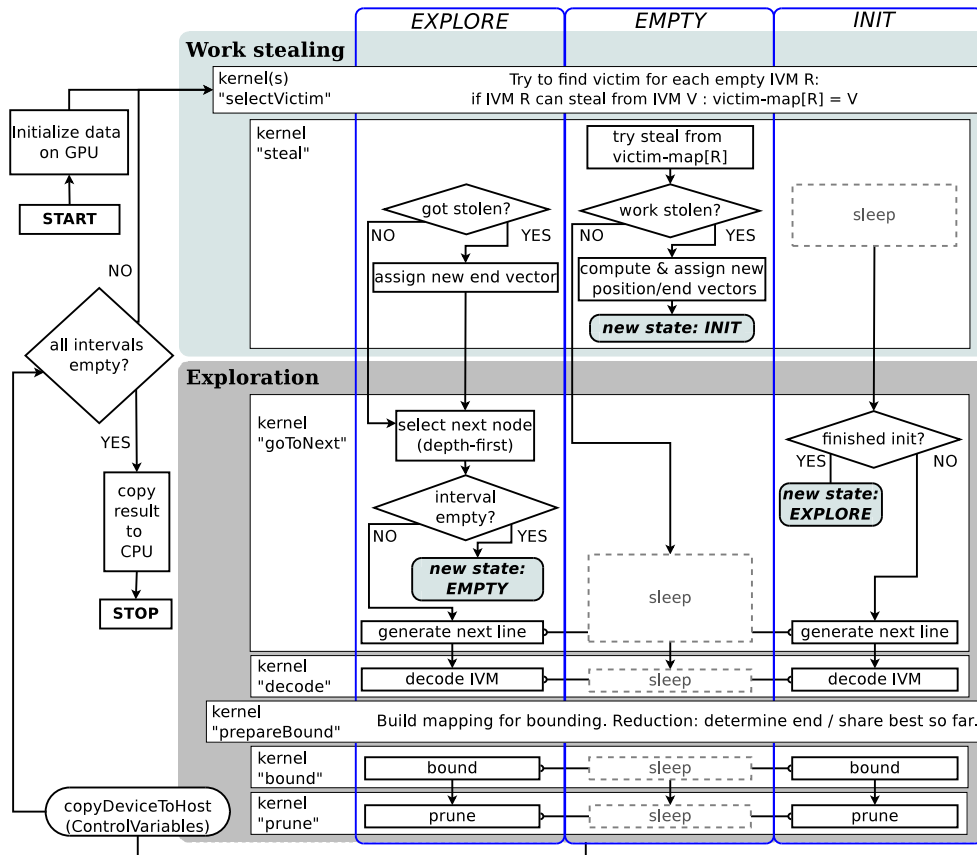 EXPLORE
EMPTY
INIT
Work stealing
kernel(s)
"selectVictim"
Try to find victim for each empty IVM R:
if IVM R can steal from IVM V : victim-map[R] = V
Initialize data
on GPU
START
kernel
"steal"
try steal from
victim-map[R]
got stolen?
NO
YES
assign new end vector
work stolen?
NO
YES
compute & assign new
position/end vectors
new state: INIT
sleep
NO
all intervals
empty?
YES
copy
result
to
CPU
STOP
Exploration
kernel
"goToNext"
select next node
(depth-first)
interval
empty?
NO
YES
new state:
EMPTY
generate next line
sleep
finished init?
YES
NO
new state:
EXPLORE
generate next line
kernel
"decode"
decode IVM
sleep
decode IVM
kernel
"prepareBound"
Build mapping for bounding. Reduction: determine end / share best so far.
kernel
"bound"
bound
sleep
bound
kernel
"prune"
prune
sleep
prune
copyDeviceToHost
(ControlVariables)